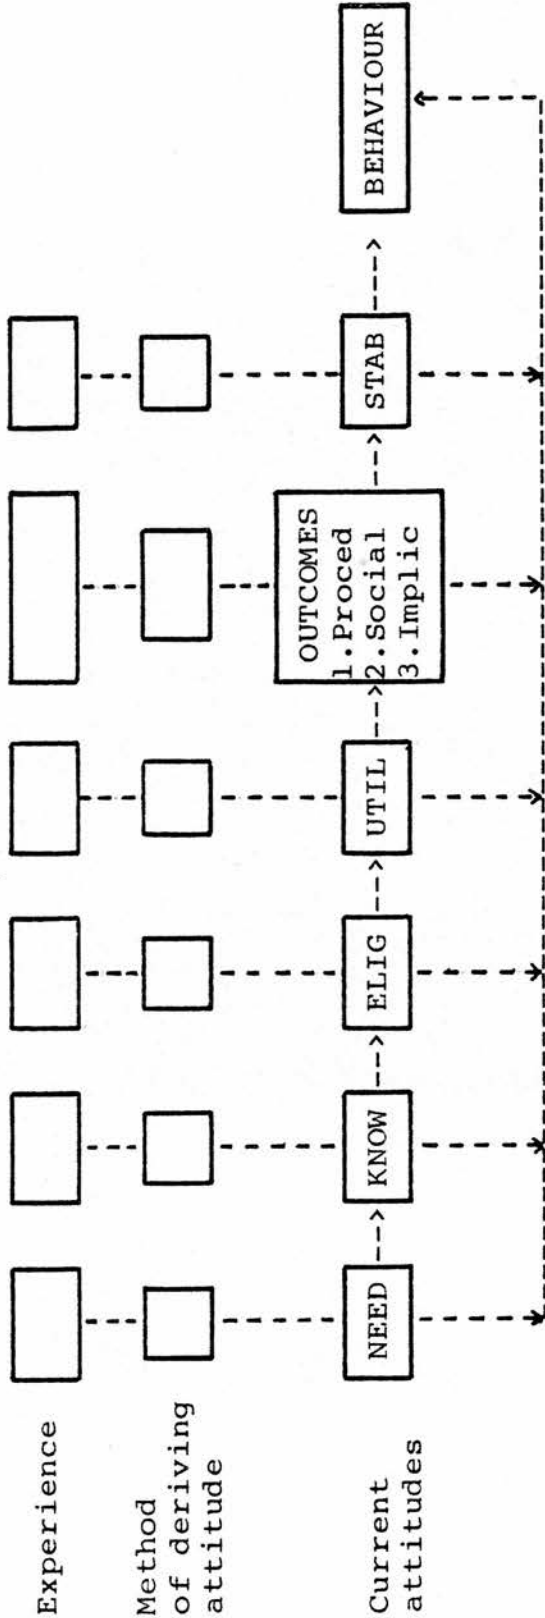 Experience
Method
of deriving
attitude
Current
attitudes
NEED
KNOW
ELIG
UTIL
OUTCOMES
1.Proced
2.Social
3.Implic
STAB
BEHAVIOUR